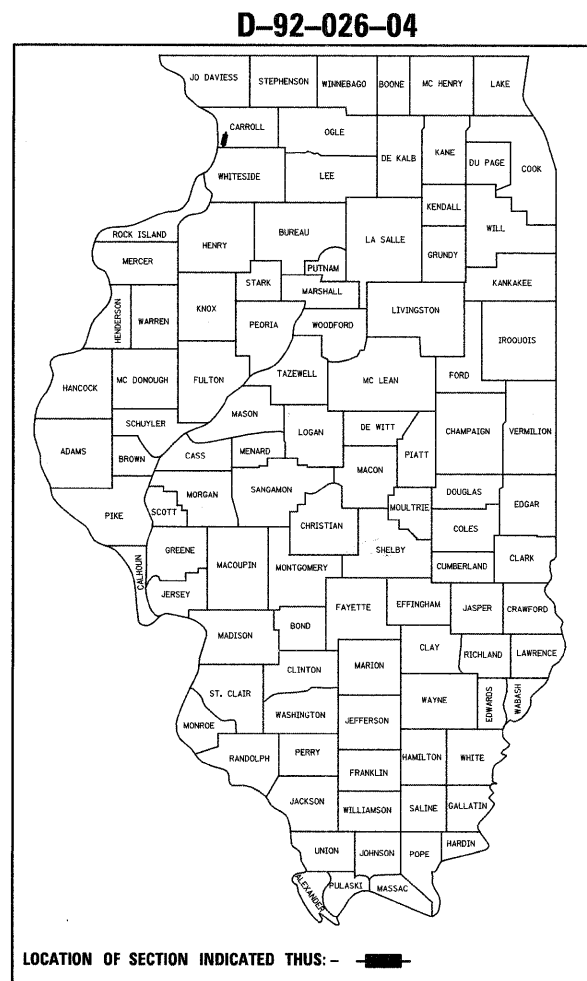 D–92–026–04
JO DAVIESS STEPHENSON WINNEBAGO BOONE MC HENRY LAKE
CARROLL OGLE
DE KALB KANE DU PAGE COOK
WHITESIDE LEE
KENDALL
ROCK ISLAND HENRY BUREAU LA SALLE WILL
MERCER PUTNAM GRUNDY
STARK MARSHALL KANKAKEE
HENDERSON WARREN KNOX PEORIA WOODFORD LIVINGSTON IROQUOIS
HANCOCK MC DONOUGH FULTON TAZEWELL MC LEAN FORD
MASON
ADAMS SCHUYLER LOGAN DE WITT CHAMPAIGN VERMILION
BROWN CASS MENARD MACON PIATT
PIKE SCOTT MORGAN SANGAMON MOULTRIE DOUGLAS EDGAR
CHRISTIAN COLES
CALHOUN GREENE MACOUPIN MONTGOMERY SHELBY CUMBERLAND CLARK
JERSEY
MADISON BOND FAYETTE EFFINGHAM JASPER CRAWFORD
CLINTON MARION CLAY RICHLAND LAWRENCE
ST. CLAIR WAYNE EDWARDS WABASH
MONROE WASHINGTON JEFFERSON
RANDOLPH PERRY FRANKLIN HAMILTON WHITE
JACKSON WILLIAMSON SALINE GALLATIN
UNION JOHNSON POPE HARDIN
ALEXANDER PULASKI MASSAC
LOCATION OF SECTION INDICATED THUS: –